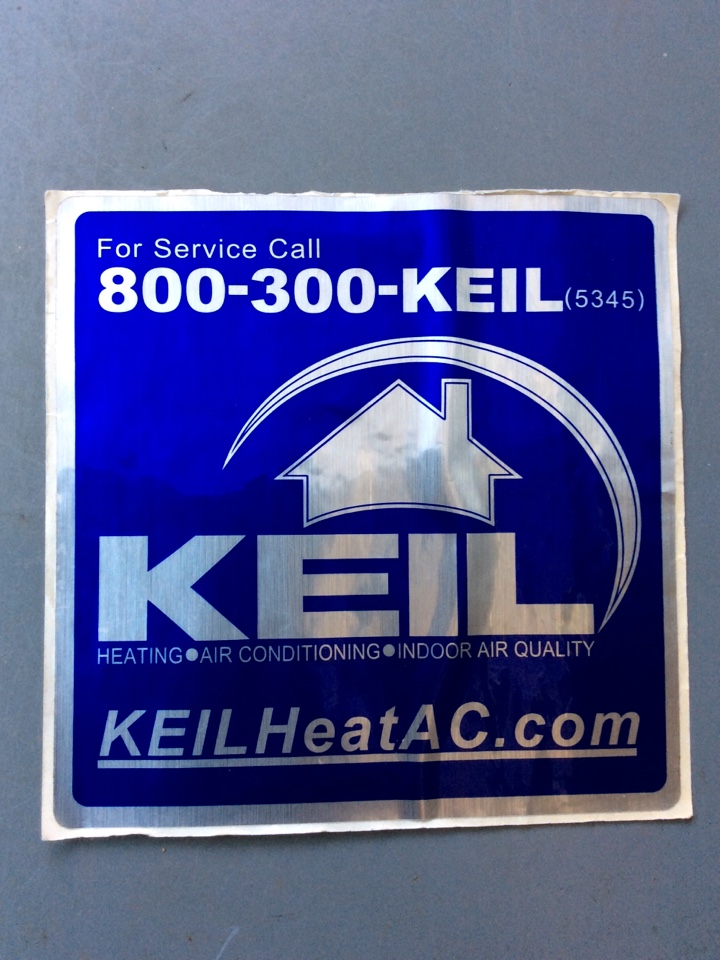 For Service Call
800-300-KEIL(5345)
KEIL
HEATING●AIR CONDITIONING●INDOOR AIR QUALITY
KEILHeatAC.com